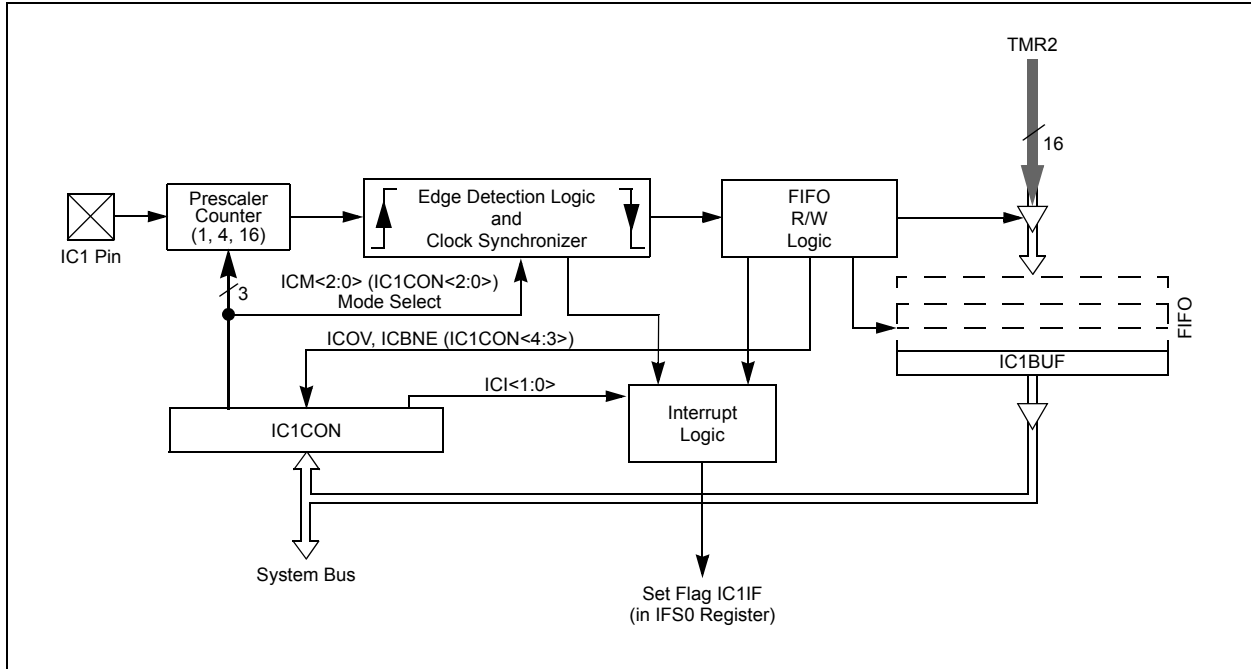 TMR2
16
Prescaler
Counter
(1, 4, 16)
Edge Detection Logic
and
Clock Synchronizer
FIFO
R/W
Logic
IC1 Pin
3
ICM<2:0> (IC1CON<2:0>)
Mode Select
FIFO
ICOV, ICBNE (IC1CON<4:3>)
IC1BUF
ICI<1:0>
IC1CON
Interrupt
Logic
System Bus
Set Flag IC1IF
(in IFS0 Register)